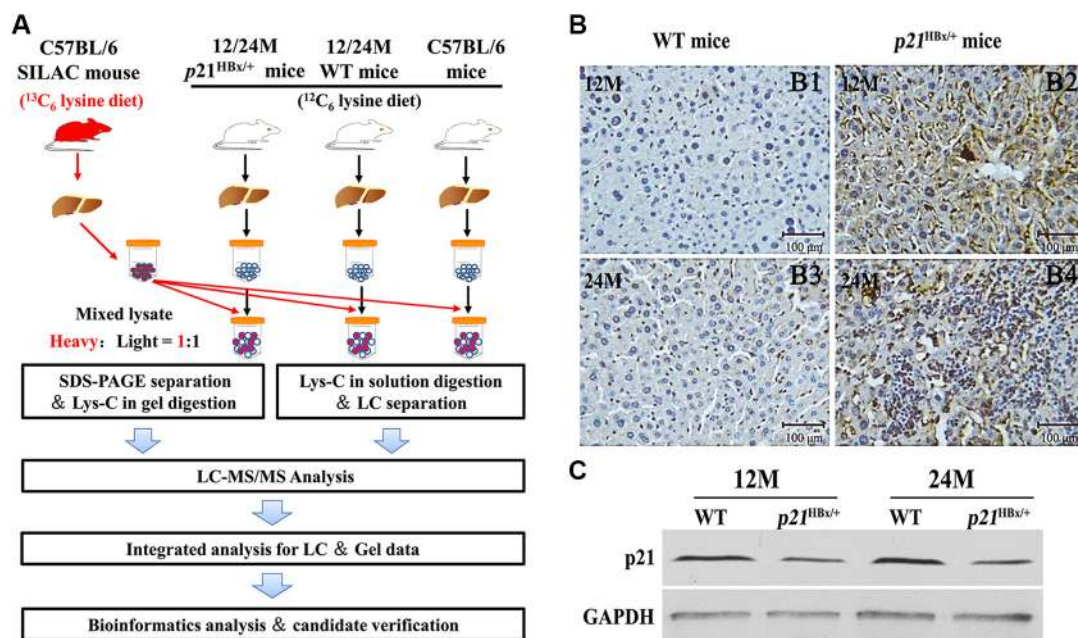 A
C57BL/6
SILAC mouse
(¹³C₆ lysine diet)
12/24M
p21ᴴᴮˣ/⁺ mice
12/24M
WT mice
C57BL/6
mice
(¹²C₆ lysine diet)
Mixed lysate
Heavy: Light = 1:1
SDS-PAGE separation
& Lys-C in gel digestion
Lys-C in solution digestion
& LC separation
LC-MS/MS Analysis
Integrated analysis for LC & Gel data
Bioinformatics analysis & candidate verification
B
WT mice
p21ᴴᴮˣ/⁺ mice
12M
B1
100 μm
12M
B2
100 μm
24M
B3
100 μm
24M
B4
100 μm
C
12M
24M
WT
p21ᴴᴮˣ/⁺
WT
p21ᴴᴮˣ/⁺
p21
GAPDH